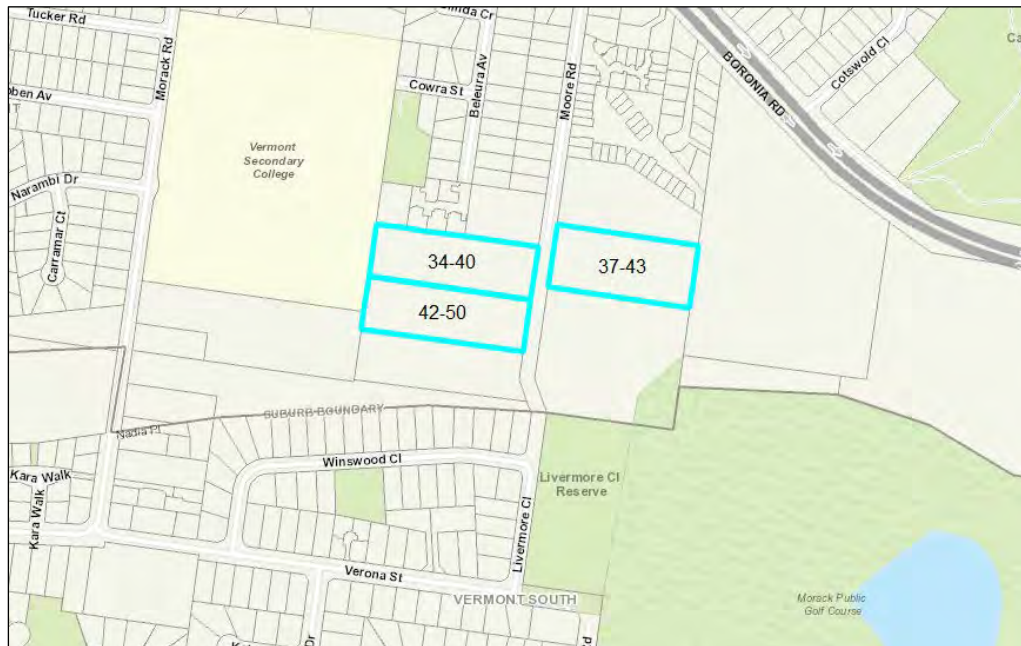 Tucker Rd
Morack Rd
Cowra St
Beleura Av
Moore Rd
BORONIA RD
Cotswold Cl
Vermont
Secondary
College
Narambi Dr
Carramar Ct
34-40
37-43
42-50
SUBURB BOUNDARY
Nadia Pl
Winswood Cl
Kara Walk
Kara Walk
Livermore Cl
Reserve
Livermore Cl
Verona St
VERMONT SOUTH
Morack Public
Golf Course
Dr
Rd